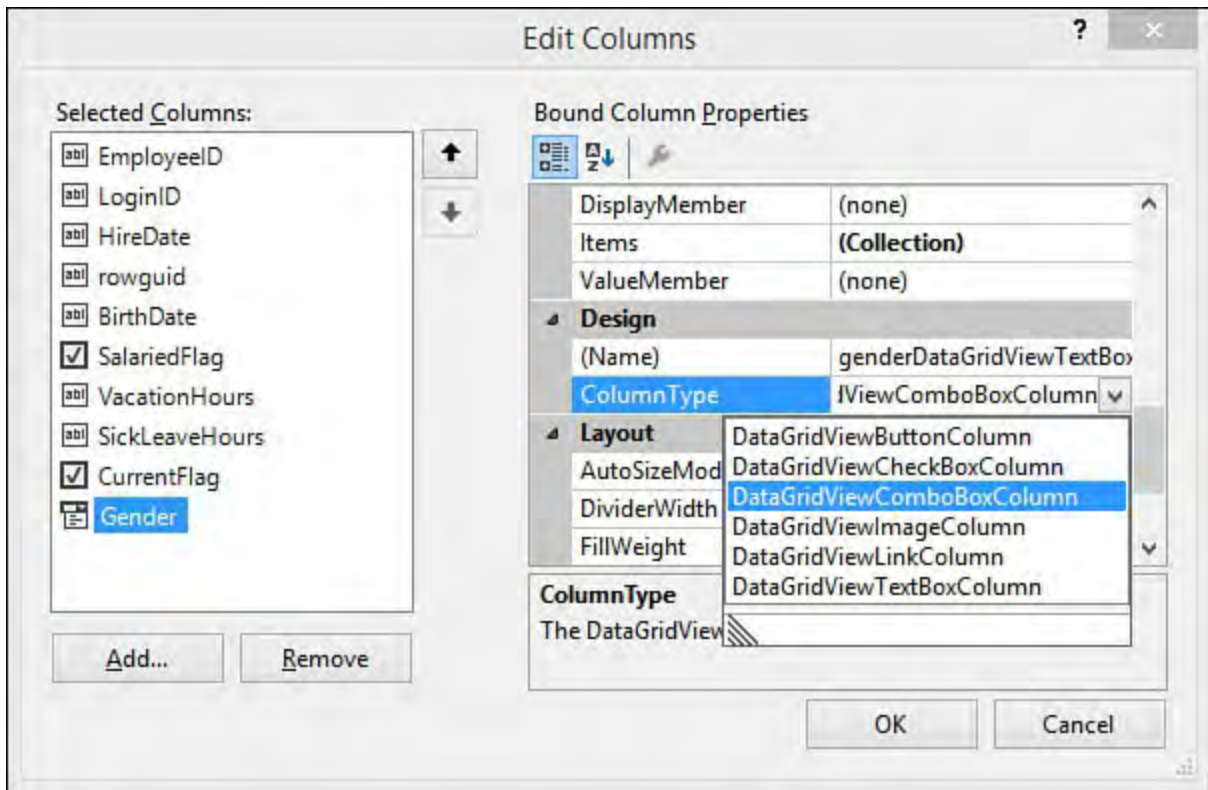 Edit Columns
?
Selected Columns:
EmployeeID
LoginID
HireDate
rowguid
BirthDate
SalariedFlag
VacationHours
SickLeaveHours
CurrentFlag
Gender
Add...
Remove
Bound Column Properties
DisplayMember (none)
Items (Collection)
ValueMember (none)
Design
(Name) genderDataGridViewTextBox
ColumnType ViewComboBoxColumn
Layout
AutoSizeMod
DividerWidth
FillWeight
DataGridViewButtonColumn
DataGridViewCheckBoxColumn
DataGridViewComboBoxColumn
DataGridViewImageColumn
DataGridViewLinkColumn
DataGridViewTextBoxColumn
ColumnType
The DataGridView
OK
Cancel